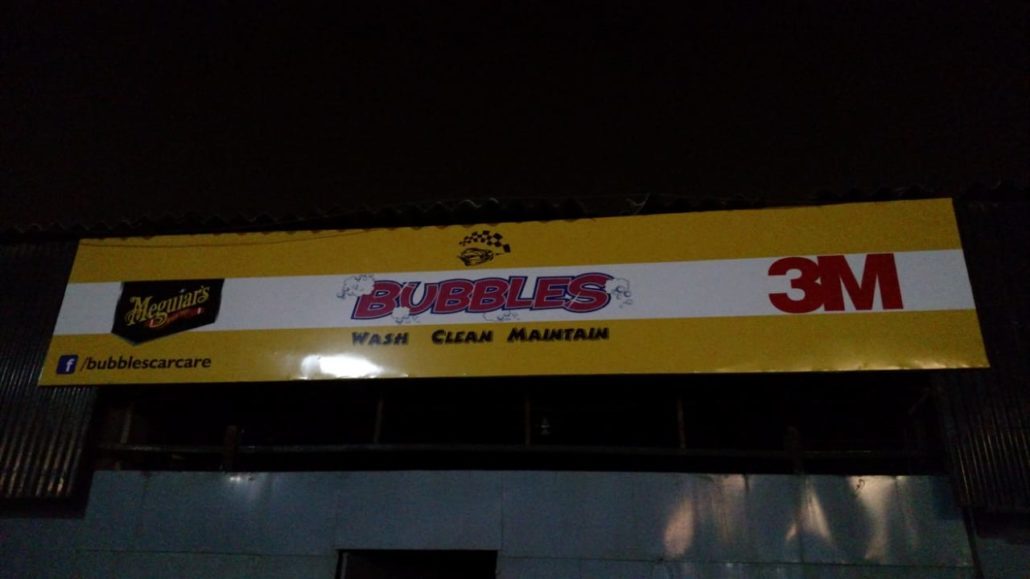 Meguiar's
BUBBLES
3M
WASH CLEAN MAINTAIN
f /bubblescarcare